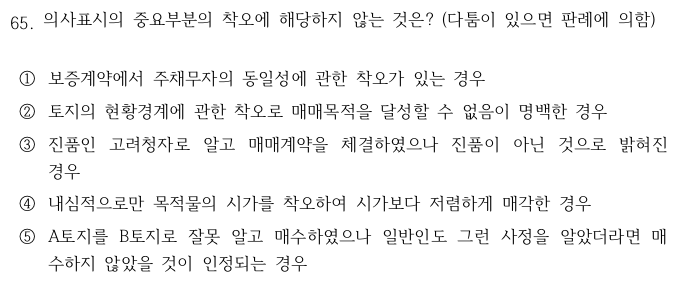 65. 의사표시의 중요부분의 착오에 해당하지 않는 것은? (다툼이 있으면 판례에 의함)
① 보증계약에서 주채무자의 동일성에 관한 착오가 있는 경우
② 토지의 현황경계에 관한 착오로 매매목적을 달성할 수 없음이 명백한 경우
③ 진품인 고려청자로 알고 매매계약을 체결하였으나 진품이 아닌 것으로 밝혀진
경우
④ 내심적으로만 목적물의 시가를 착오하여 시가보다 저렴하게 매각한 경우
⑤ A토지를 B토지로 잘못 알고 매수하였으나 일반인도 그런 사정을 알았더라면 매
수하지 않았을 것이 인정되는 경우